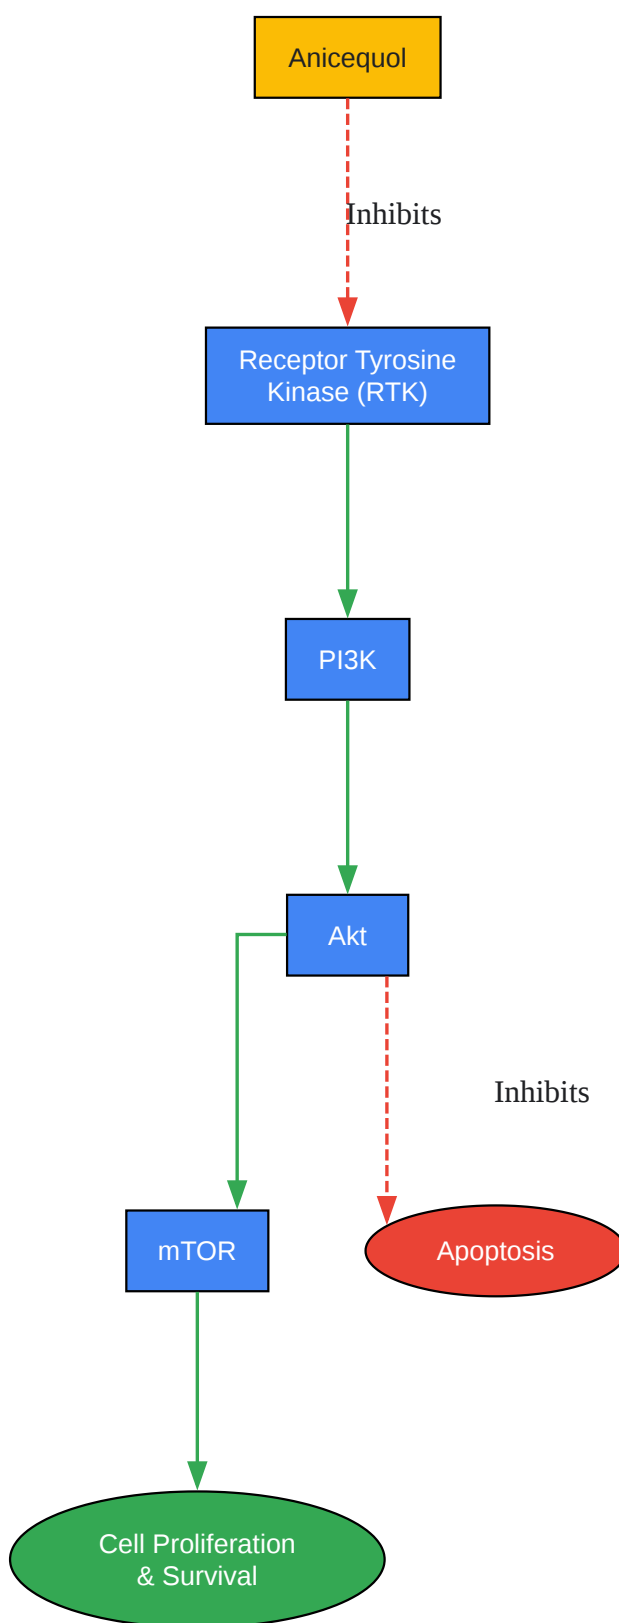 Anicequol
Inhibits
Receptor Tyrosine
Kinase (RTK)
PI3K
Akt
Inhibits
mTOR
Apoptosis
Cell Proliferation
& Survival